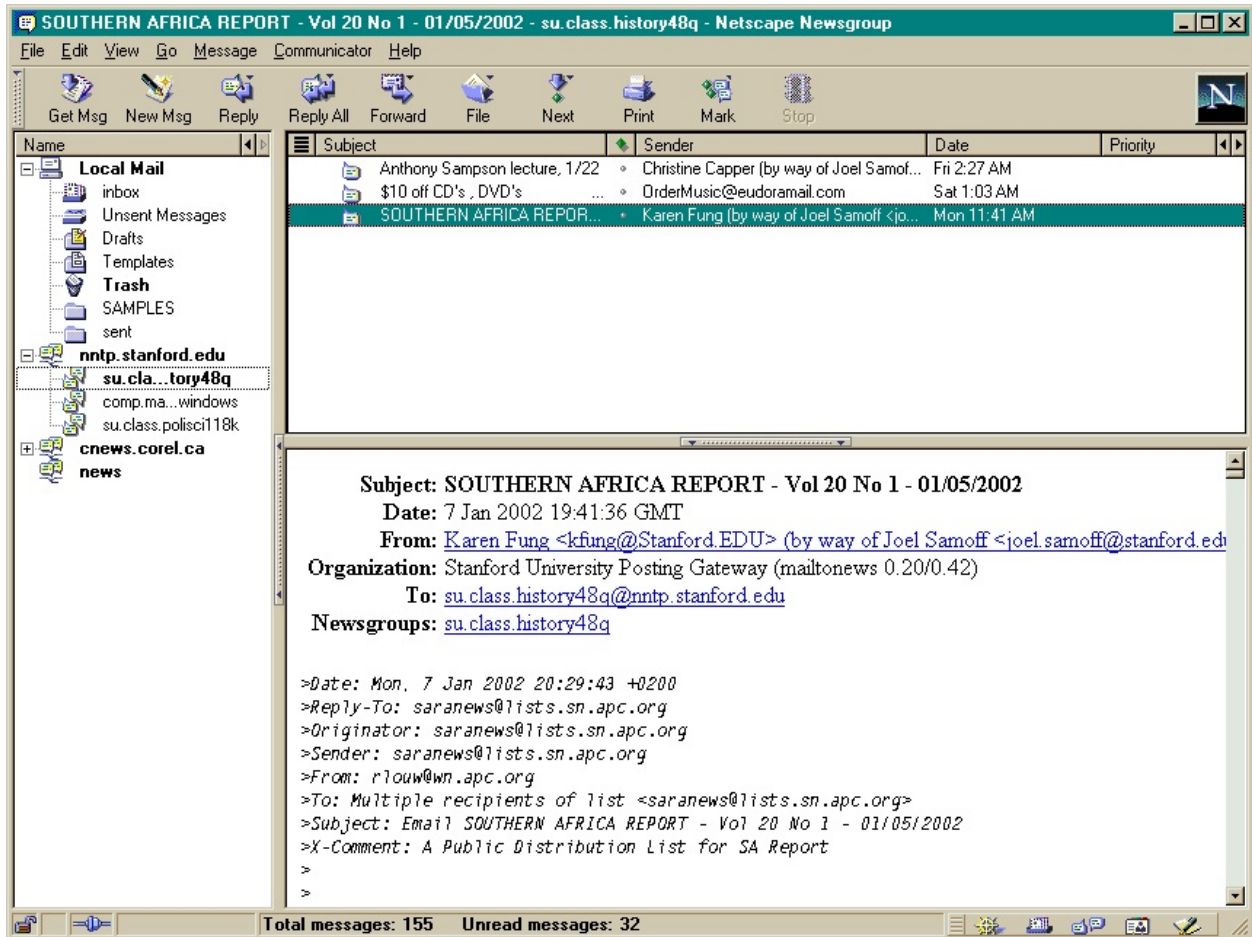 SOUTHERN AFRICA REPORT - Vol 20 No 1 - 01/05/2002 - su.class.history48q - Netscape Newsgroup
File Edit View Go Message Communicator Help
Get Msg New Msg Reply Reply All Forward File Next Print Mark Stop
N
Name
Local Mail
inbox
Unsent Messages
Drafts
Templates
Trash
SAMPLES
sent
nntp.stanford.edu
su.cla...tory48q
comp.ma...windows
su.class.polisci118k
cnews.corel.ca
news
Subject Sender Date Priority
Anthony Sampson lecture, 1/22 Christine Capper (by way of Joel Samof... Fri 2:27 AM
$10 off CD's , DVD's ... OrderMusic@eudoramail.com Sat 1:03 AM
SOUTHERN AFRICA REPOR... Karen Fung (by way of Joel Samoff <jo... Mon 11:41 AM
Subject: SOUTHERN AFRICA REPORT - Vol 20 No 1 - 01/05/2002
Date: 7 Jan 2002 19:41:36 GMT
From: Karen Fung <kfung@Stanford.EDU> (by way of Joel Samoff <joel.samoff@stanford.edu
Organization: Stanford University Posting Gateway (mailtonews 0.20/0.42)
To: su.class.history48q@nntp.stanford.edu
Newsgroups: su.class.history48q
>Date: Mon, 7 Jan 2002 20:29:43 +0200
>Reply-To: saranews@lists.sn.apc.org
>Originator: saranews@lists.sn.apc.org
>Sender: saranews@lists.sn.apc.org
>From: rlouw@wn.apc.org
>To: Multiple recipients of list <saranews@lists.sn.apc.org>
>Subject: Email SOUTHERN AFRICA REPORT - Vol 20 No 1 - 01/05/2002
>X-Comment: A Public Distribution List for SA Report
>
>
Total messages: 155 Unread messages: 32